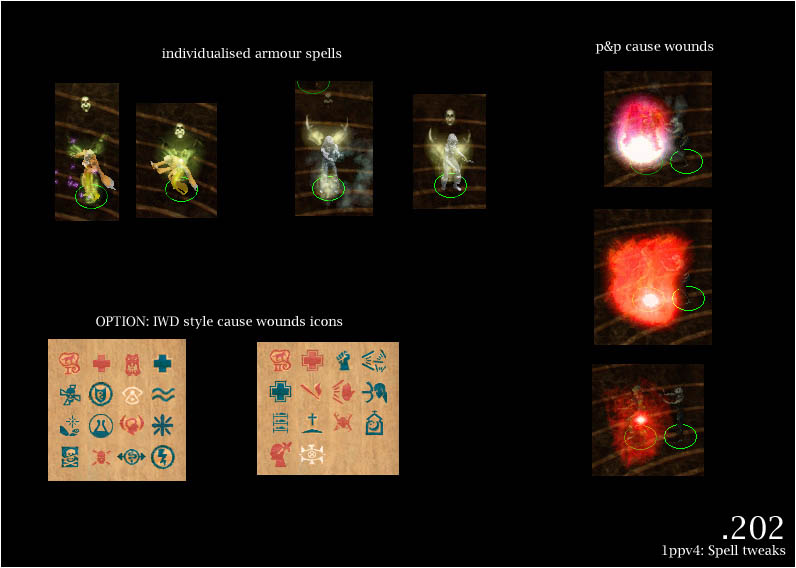 individualised armour spells
p&p cause wounds
OPTION: IWD style cause wounds icons
.202
1ppv4: Spell tweaks